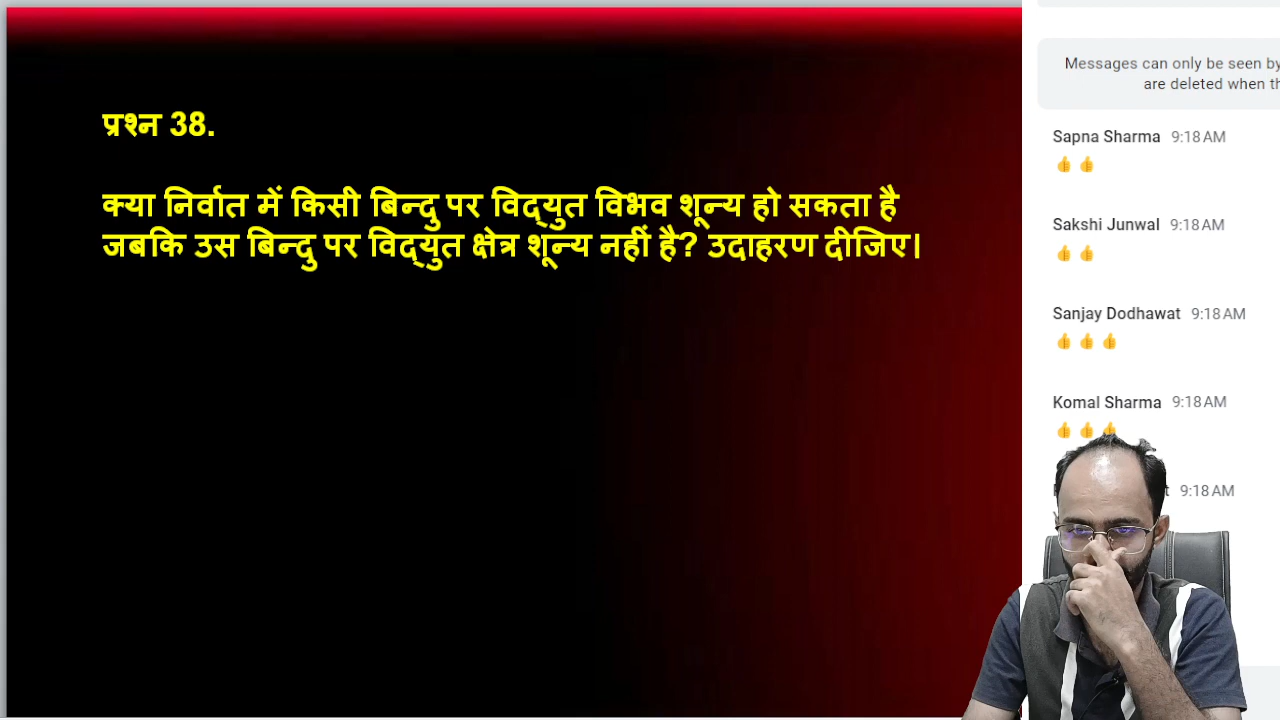 प्रश्न 38.
क्या निर्वात में किसी बिन्दु पर विद्युत विभव शून्य हो सकता है
जबकि उस बिन्दु पर विद्युत क्षेत्र शून्य नहीं है? उदाहरण दीजिए।
Messages can only be seen by
are deleted when th
Sapna Sharma 9:18 AM
👍👍
Sakshi Junwal 9:18 AM
👍👍
Sanjay Dodhawat 9:18 AM
👍👍👍
Komal Sharma 9:18 AM
👍👍👍
9:18 AM